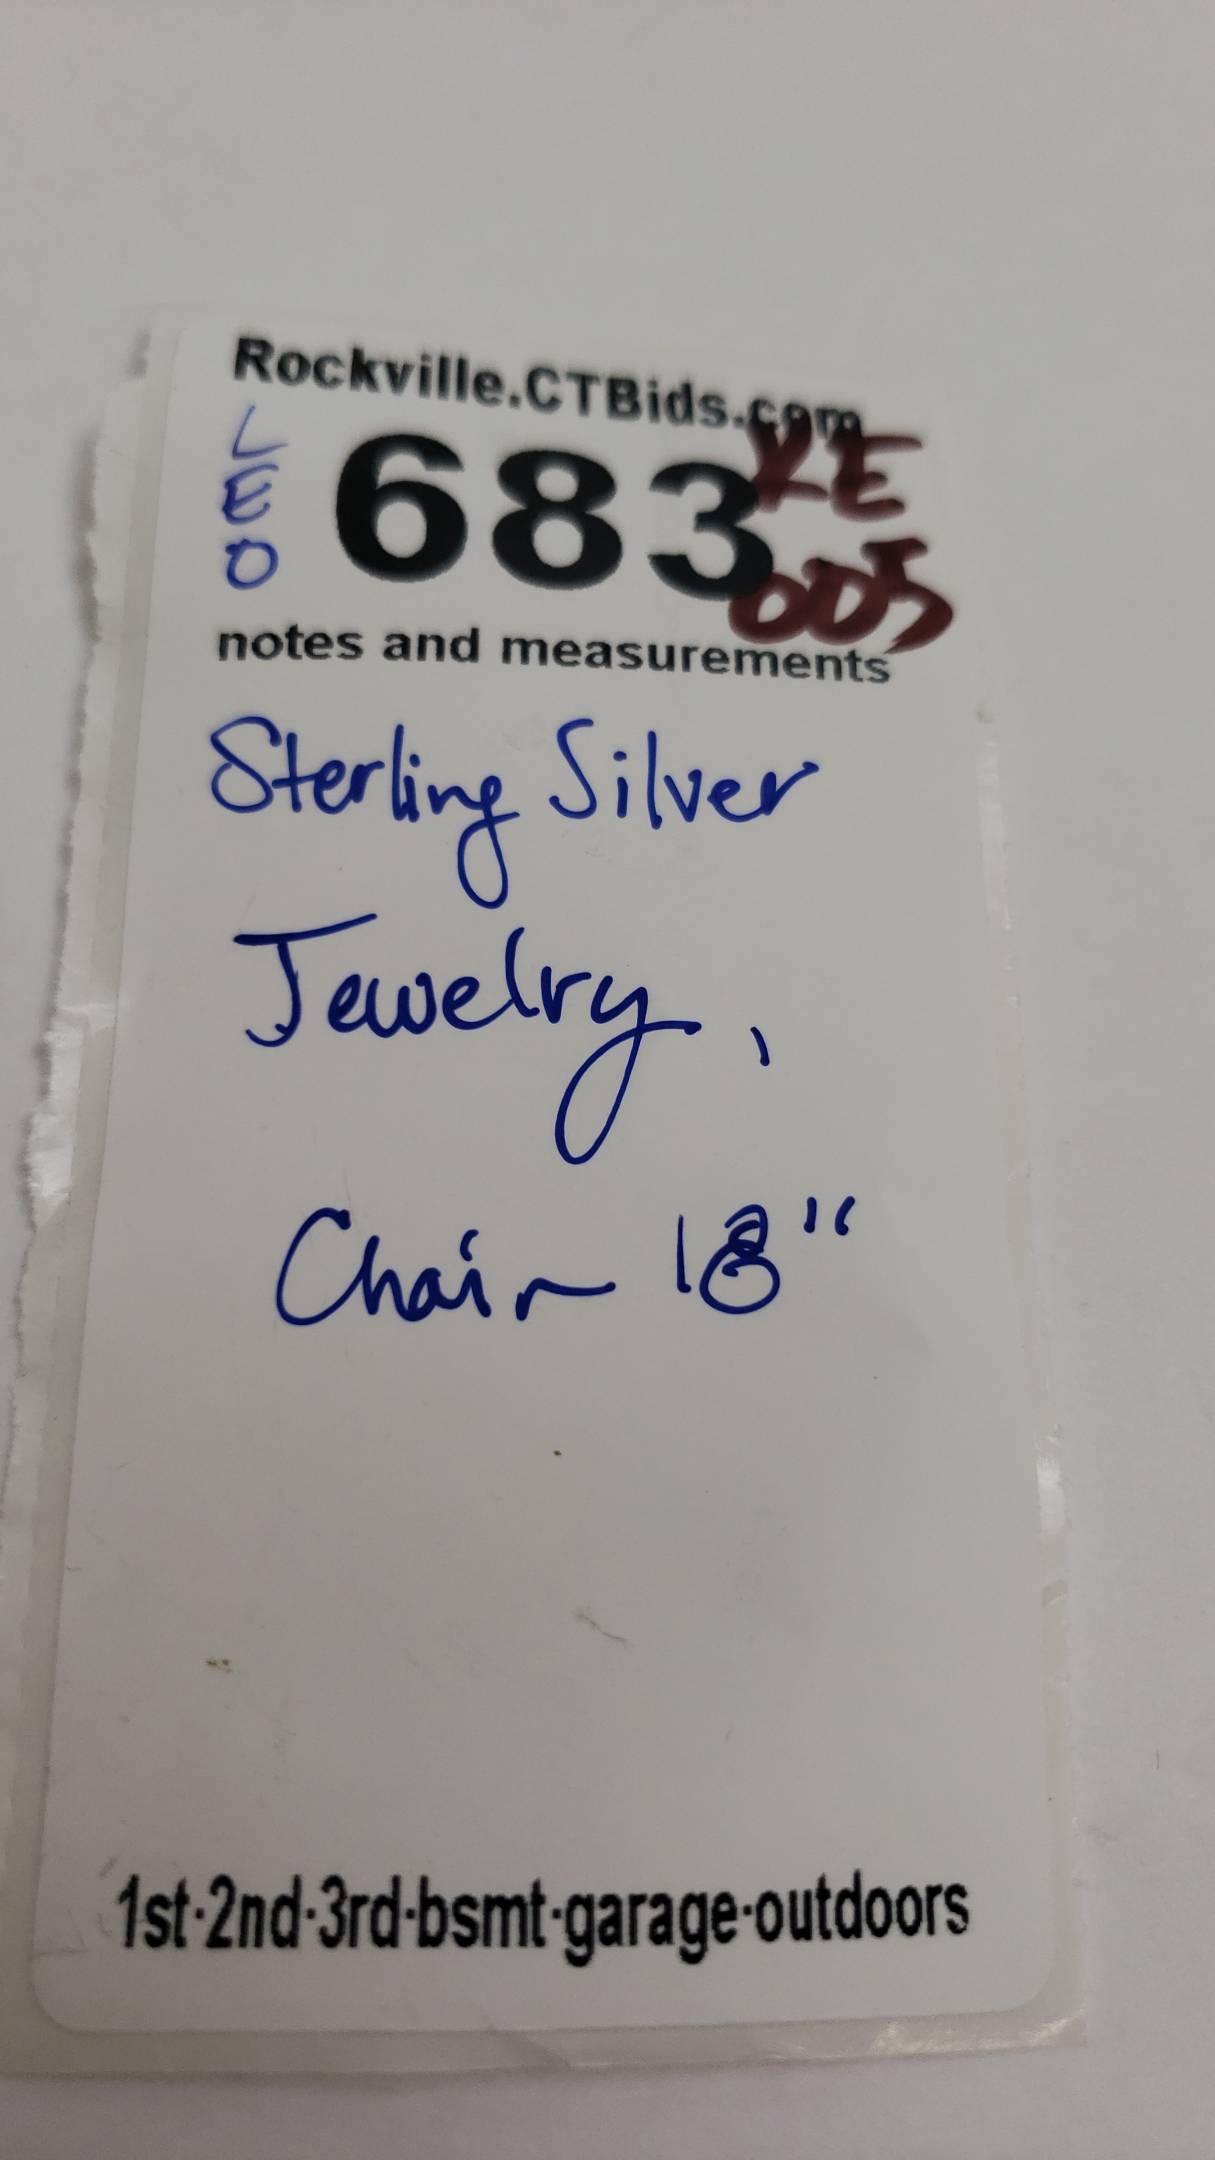 Rockville.CTBids.com
LEO
683
RE
005
notes and measurements
Sterling Silver
Jewelry,
Chain 18"
1st·2nd·3rd·bsmt·garage·outdoors